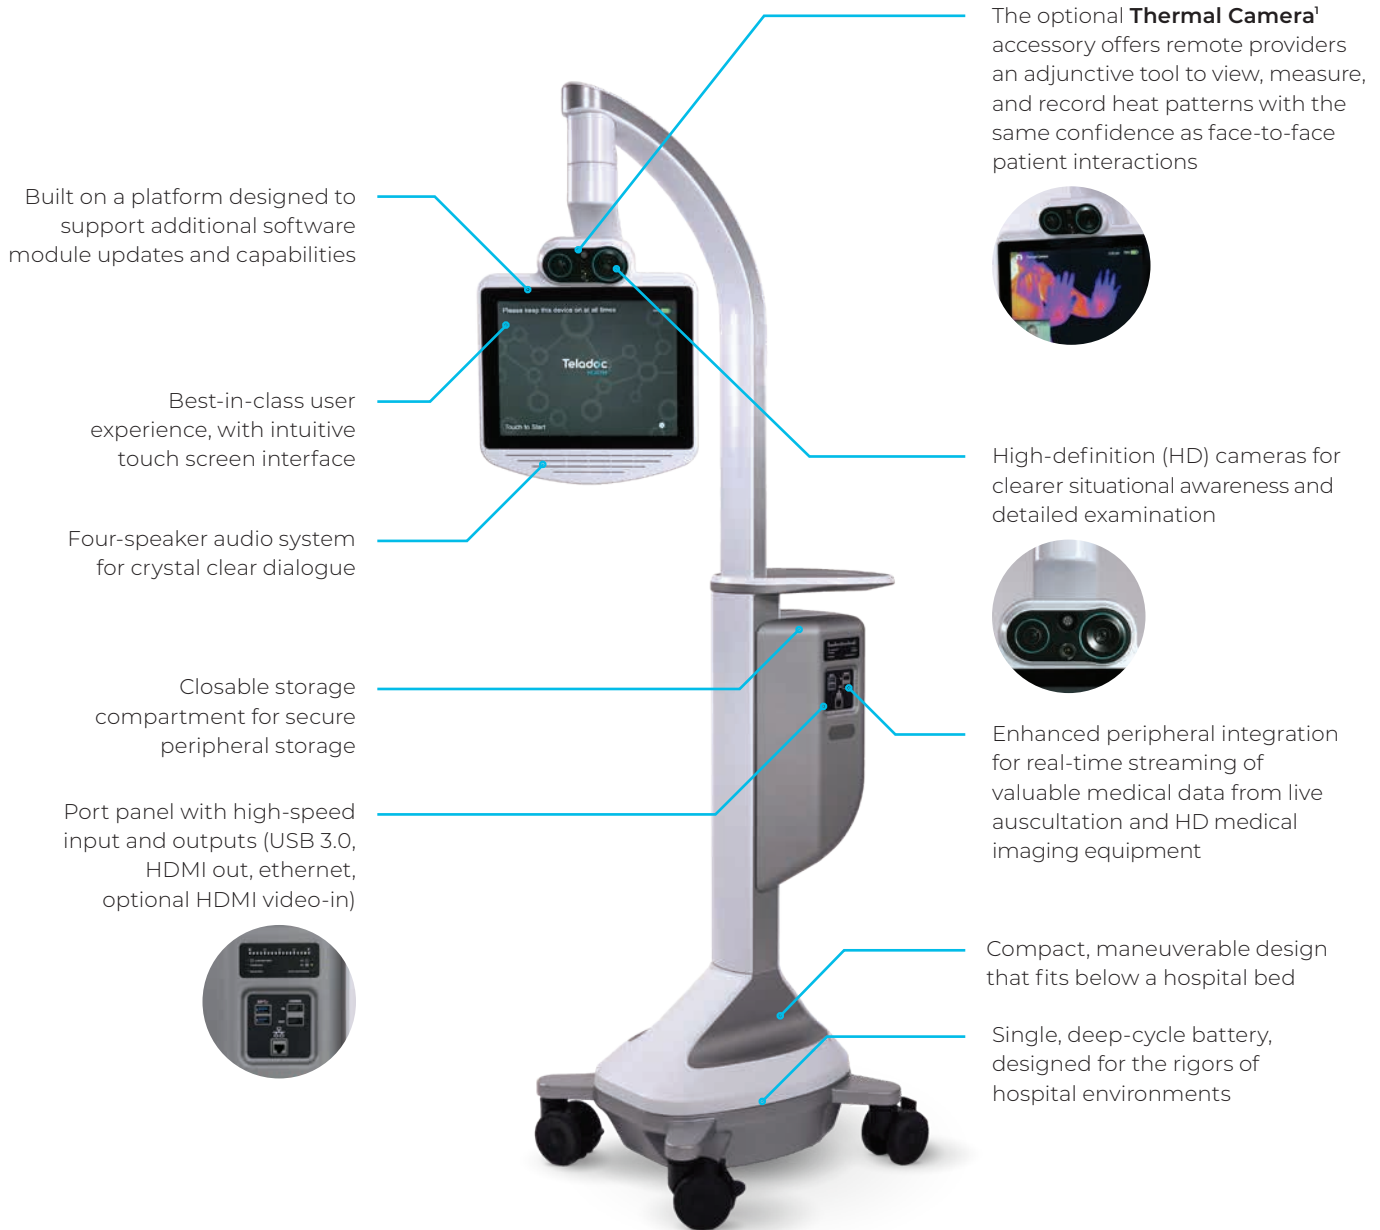 The optional Thermal Camera¹
accessory offers remote providers
an adjunctive tool to view, measure,
and record heat patterns with the
same confidence as face-to-face
patient interactions
Built on a platform designed to
support additional software
module updates and capabilities
Please keep this device on at all times
Teladoc
HEALTH
Touch to Start
Best-in-class user
experience, with intuitive
touch screen interface
High-definition (HD) cameras for
clearer situational awareness and
detailed examination
Four-speaker audio system
for crystal clear dialogue
Closable storage
compartment for secure
peripheral storage
Enhanced peripheral integration
for real-time streaming of
valuable medical data from live
auscultation and HD medical
imaging equipment
Port panel with high-speed
input and outputs (USB 3.0,
HDMI out, ethernet,
optional HDMI video-in)
Compact, maneuverable design
that fits below a hospital bed
Single, deep-cycle battery,
designed for the rigors of
hospital environments